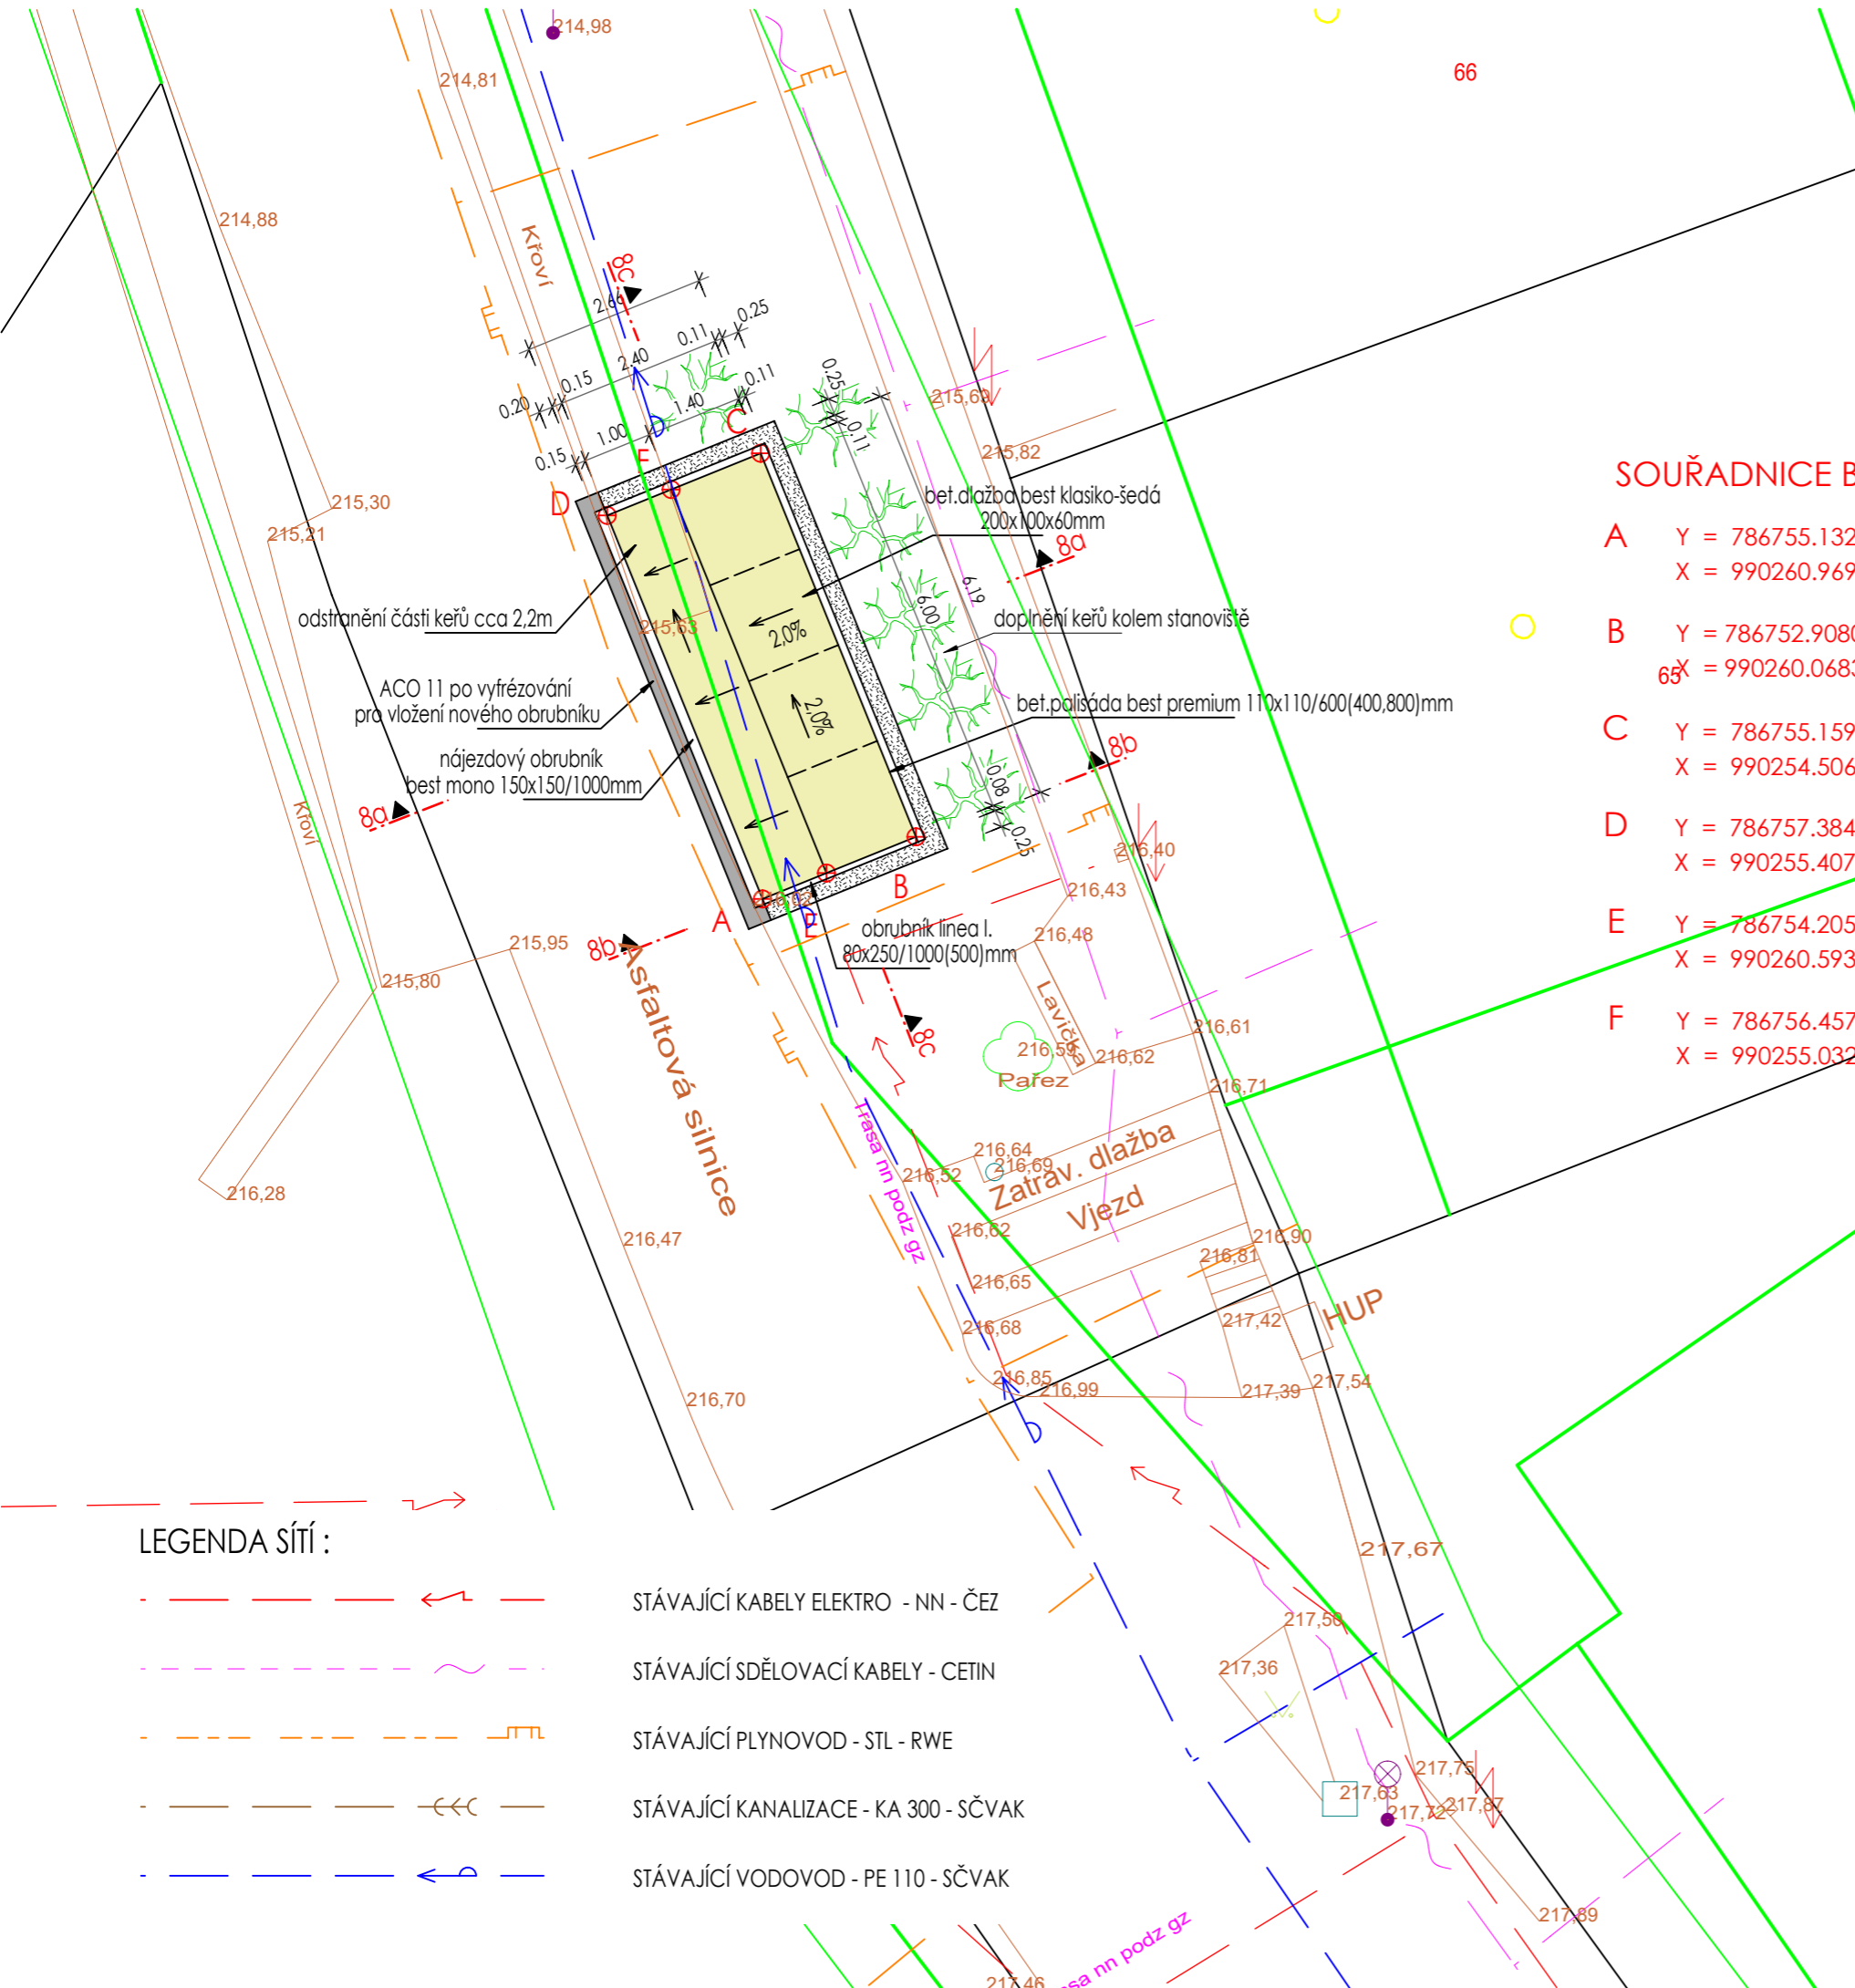 214,98
66
214,81
214,88
Křoví
8c
2.66
0.11
0.25
2.40
0.15
0.20
0.11
1.40
1.00
0.15
0.25
0.11
215,82
C
F
D
SOUŘADNICE B
215,30
215,21
bet.dlažba best klasiko-šedá
200x100x60mm
8a
A
Y = 786755.132
X = 990260.969
6.19
6.00
odstranění části keřů cca 2,2m
215,63
2,0%
doplnění keřů kolem stanoviště
B
Y = 786752.9080
65
X = 990260.0683
ACO 11 po vyfrézování
pro vložení nového obrubníku
2,0%
bet.palisáda best premium 110x110/600(400,800)mm
C
Y = 786755.159
X = 990254.506
nájezdový obrubník
best mono 150x150/1000mm
8b
0.08
0.25
8a
Křoví
D
Y = 786757.384
X = 990255.407
216,40
216,43
B
A
E
obrubník linea I.
80x250/1000(500)mm
E
Y = 786754.205
X = 990260.593
215,95
8b
216,48
215,80
Asfaltová silnice
Lavička
8c
216,61
F
Y = 786756.457
X = 990255.032
216,62
Pařez
216,71
Trasa nn podz gz
216,64
216,69
216,52
Zatrav. dlažba
Vjezd
216,28
216,47
216,62
216,90
216,81
216,65
HUP
217,42
216,68
216,85
216,99
217,39
217,54
216,70
LEGENDA SÍTÍ :
217,67
STÁVAJÍCÍ KABELY ELEKTRO - NN - ČEZ
217,50
STÁVAJÍCÍ SDĚLOVACÍ KABELY - CETIN
217,36
STÁVAJÍCÍ PLYNOVOD - STL - RWE
217,75
217,63
217,72
217,87
STÁVAJÍCÍ KANALIZACE - KA 300 - SČVAK
STÁVAJÍCÍ VODOVOD - PE 110 - SČVAK
217,89
nn podz gz
217,46